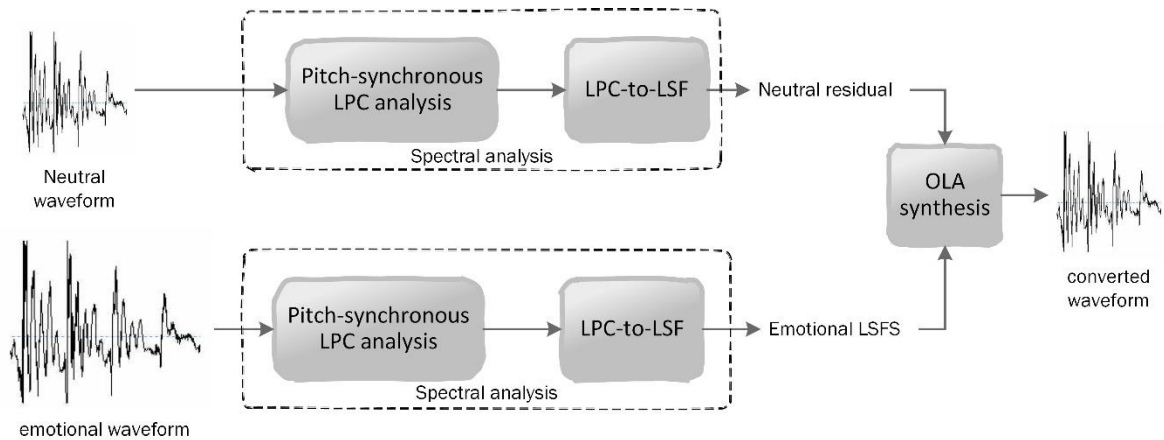 Neutral
waveform
Pitch-synchronous
LPC analysis
LPC-to-LSF
Spectral analysis
Neutral residual
emotional waveform
Pitch-synchronous
LPC analysis
LPC-to-LSF
Spectral analysis
Emotional LSFS
OLA
synthesis
converted
waveform